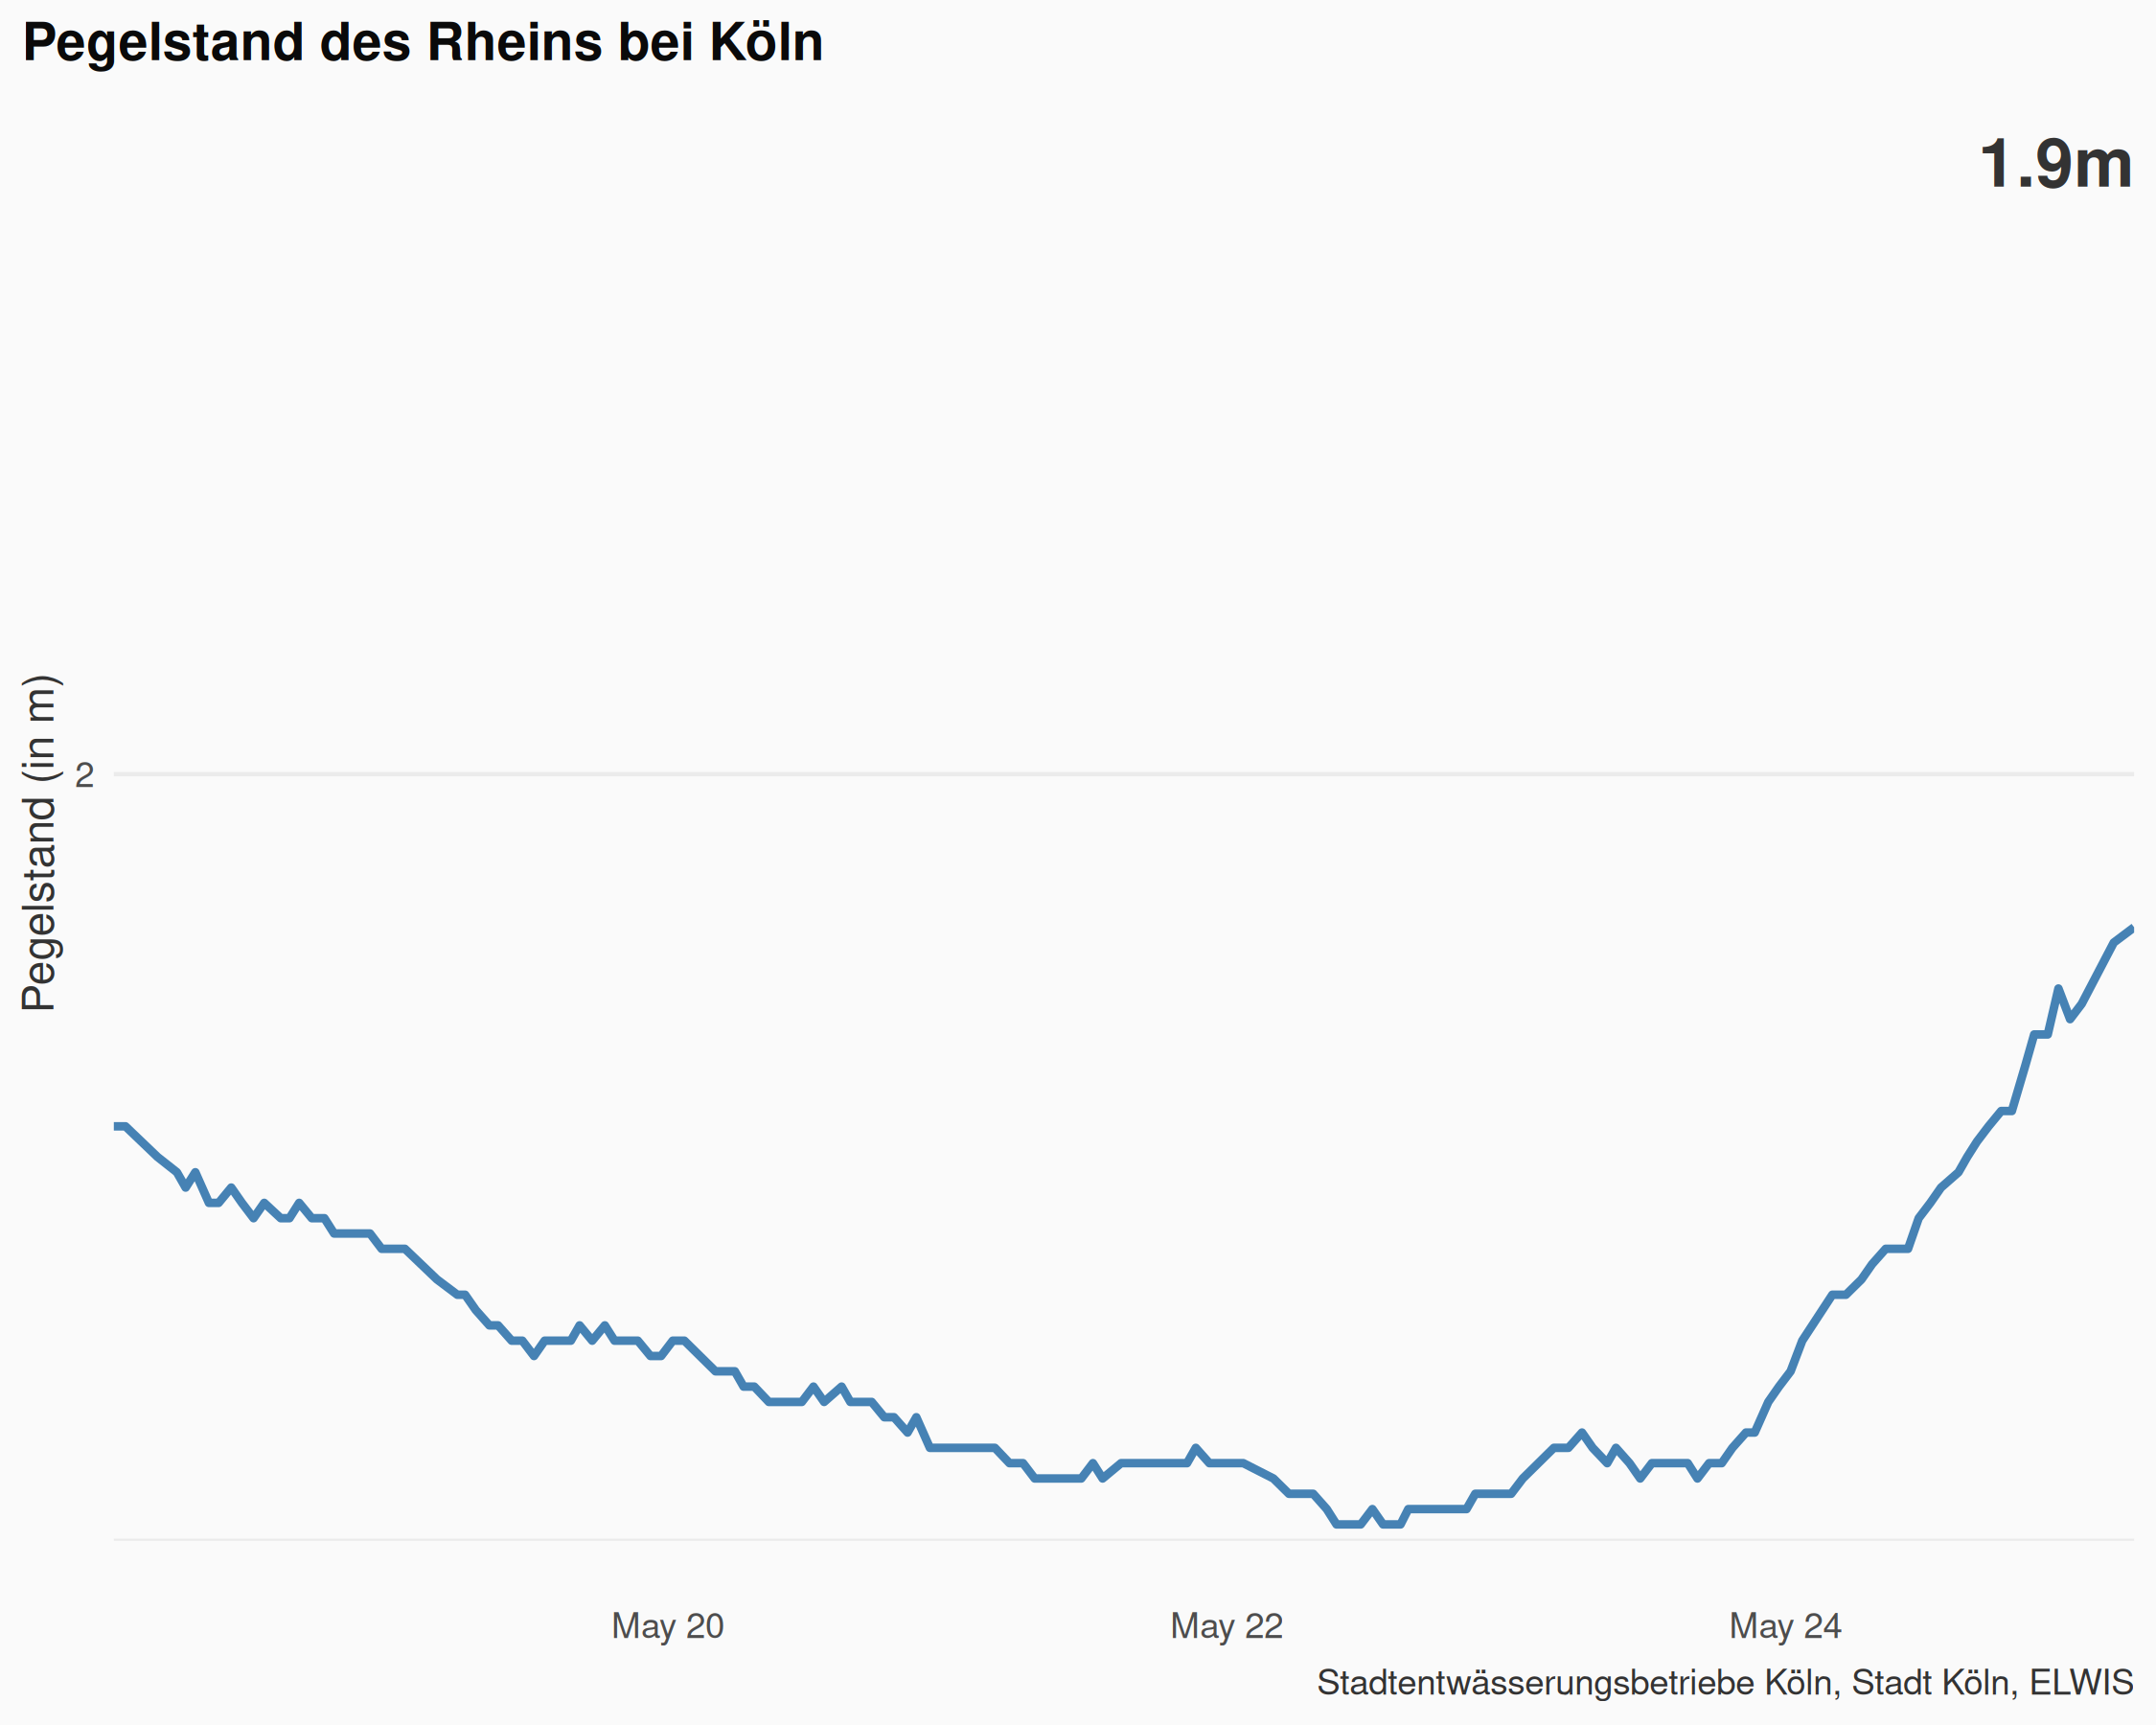 Pegelstand des Rheins bei Köln
1.9m
Pegelstand (in m)
2
May 20
May 22
May 24
Stadtentwässerungsbetriebe Köln, Stadt Köln, ELWIS